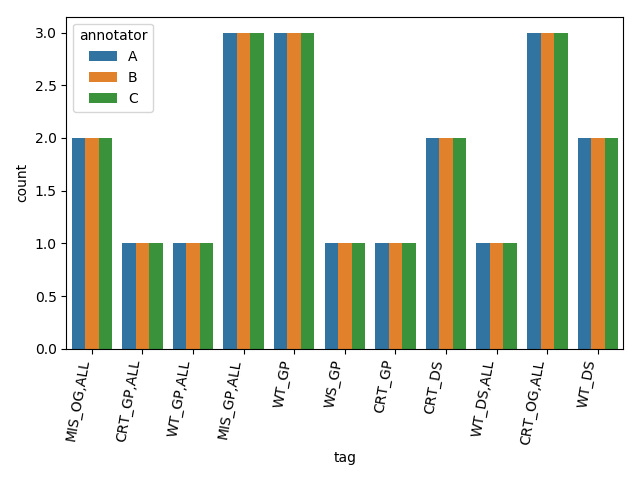 annotator
A
B
C
count
3.0
2.5
2.0
1.5
1.0
0.5
0.0
MIS_OG,ALL
CRT_GP,ALL
WT_GP,ALL
MIS_GP,ALL
WT_GP
WS_GP
CRT_GP
CRT_DS
WT_DS,ALL
CRT_OG,ALL
WT_DS
tag